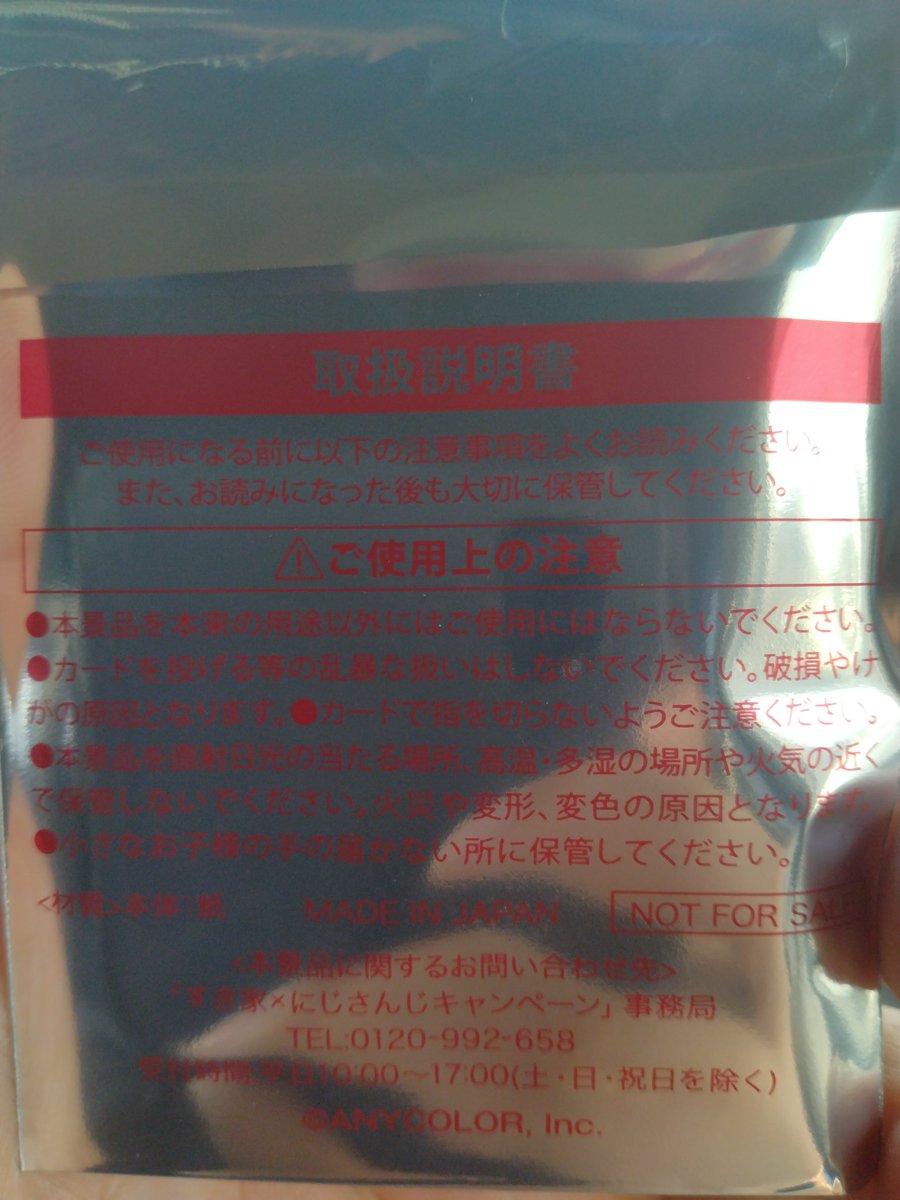 取扱説明書
ご使用になる前に以下の注意事項をよくお読みください。
また、お読みになった後も大切に保管してください。
⚠ご使用上の注意
●本景品を本来の用途以外にはご使用にはならないでください。
●カードを投げる等の乱暴な扱いはしないでください。破損やけ
がの原因となります。●カードで指を切らないようご注意ください。
●本景品を直射日光の当たる場所、高温・多湿の場所や火気の近く
で保管しないでください。火災や変形、変色の原因となります。
●小さなお子様の手の届かない所に保管してください。
<材質>本体:紙 MADE IN JAPAN NOT FOR SALE
<本景品に関するお問い合わせ先>
「すき家×にじさんじキャンペーン」事務局
TEL:0120-992-658
受付時間:平日10:00〜17:00(土・日・祝日を除く)
©ANYCOLOR, Inc.